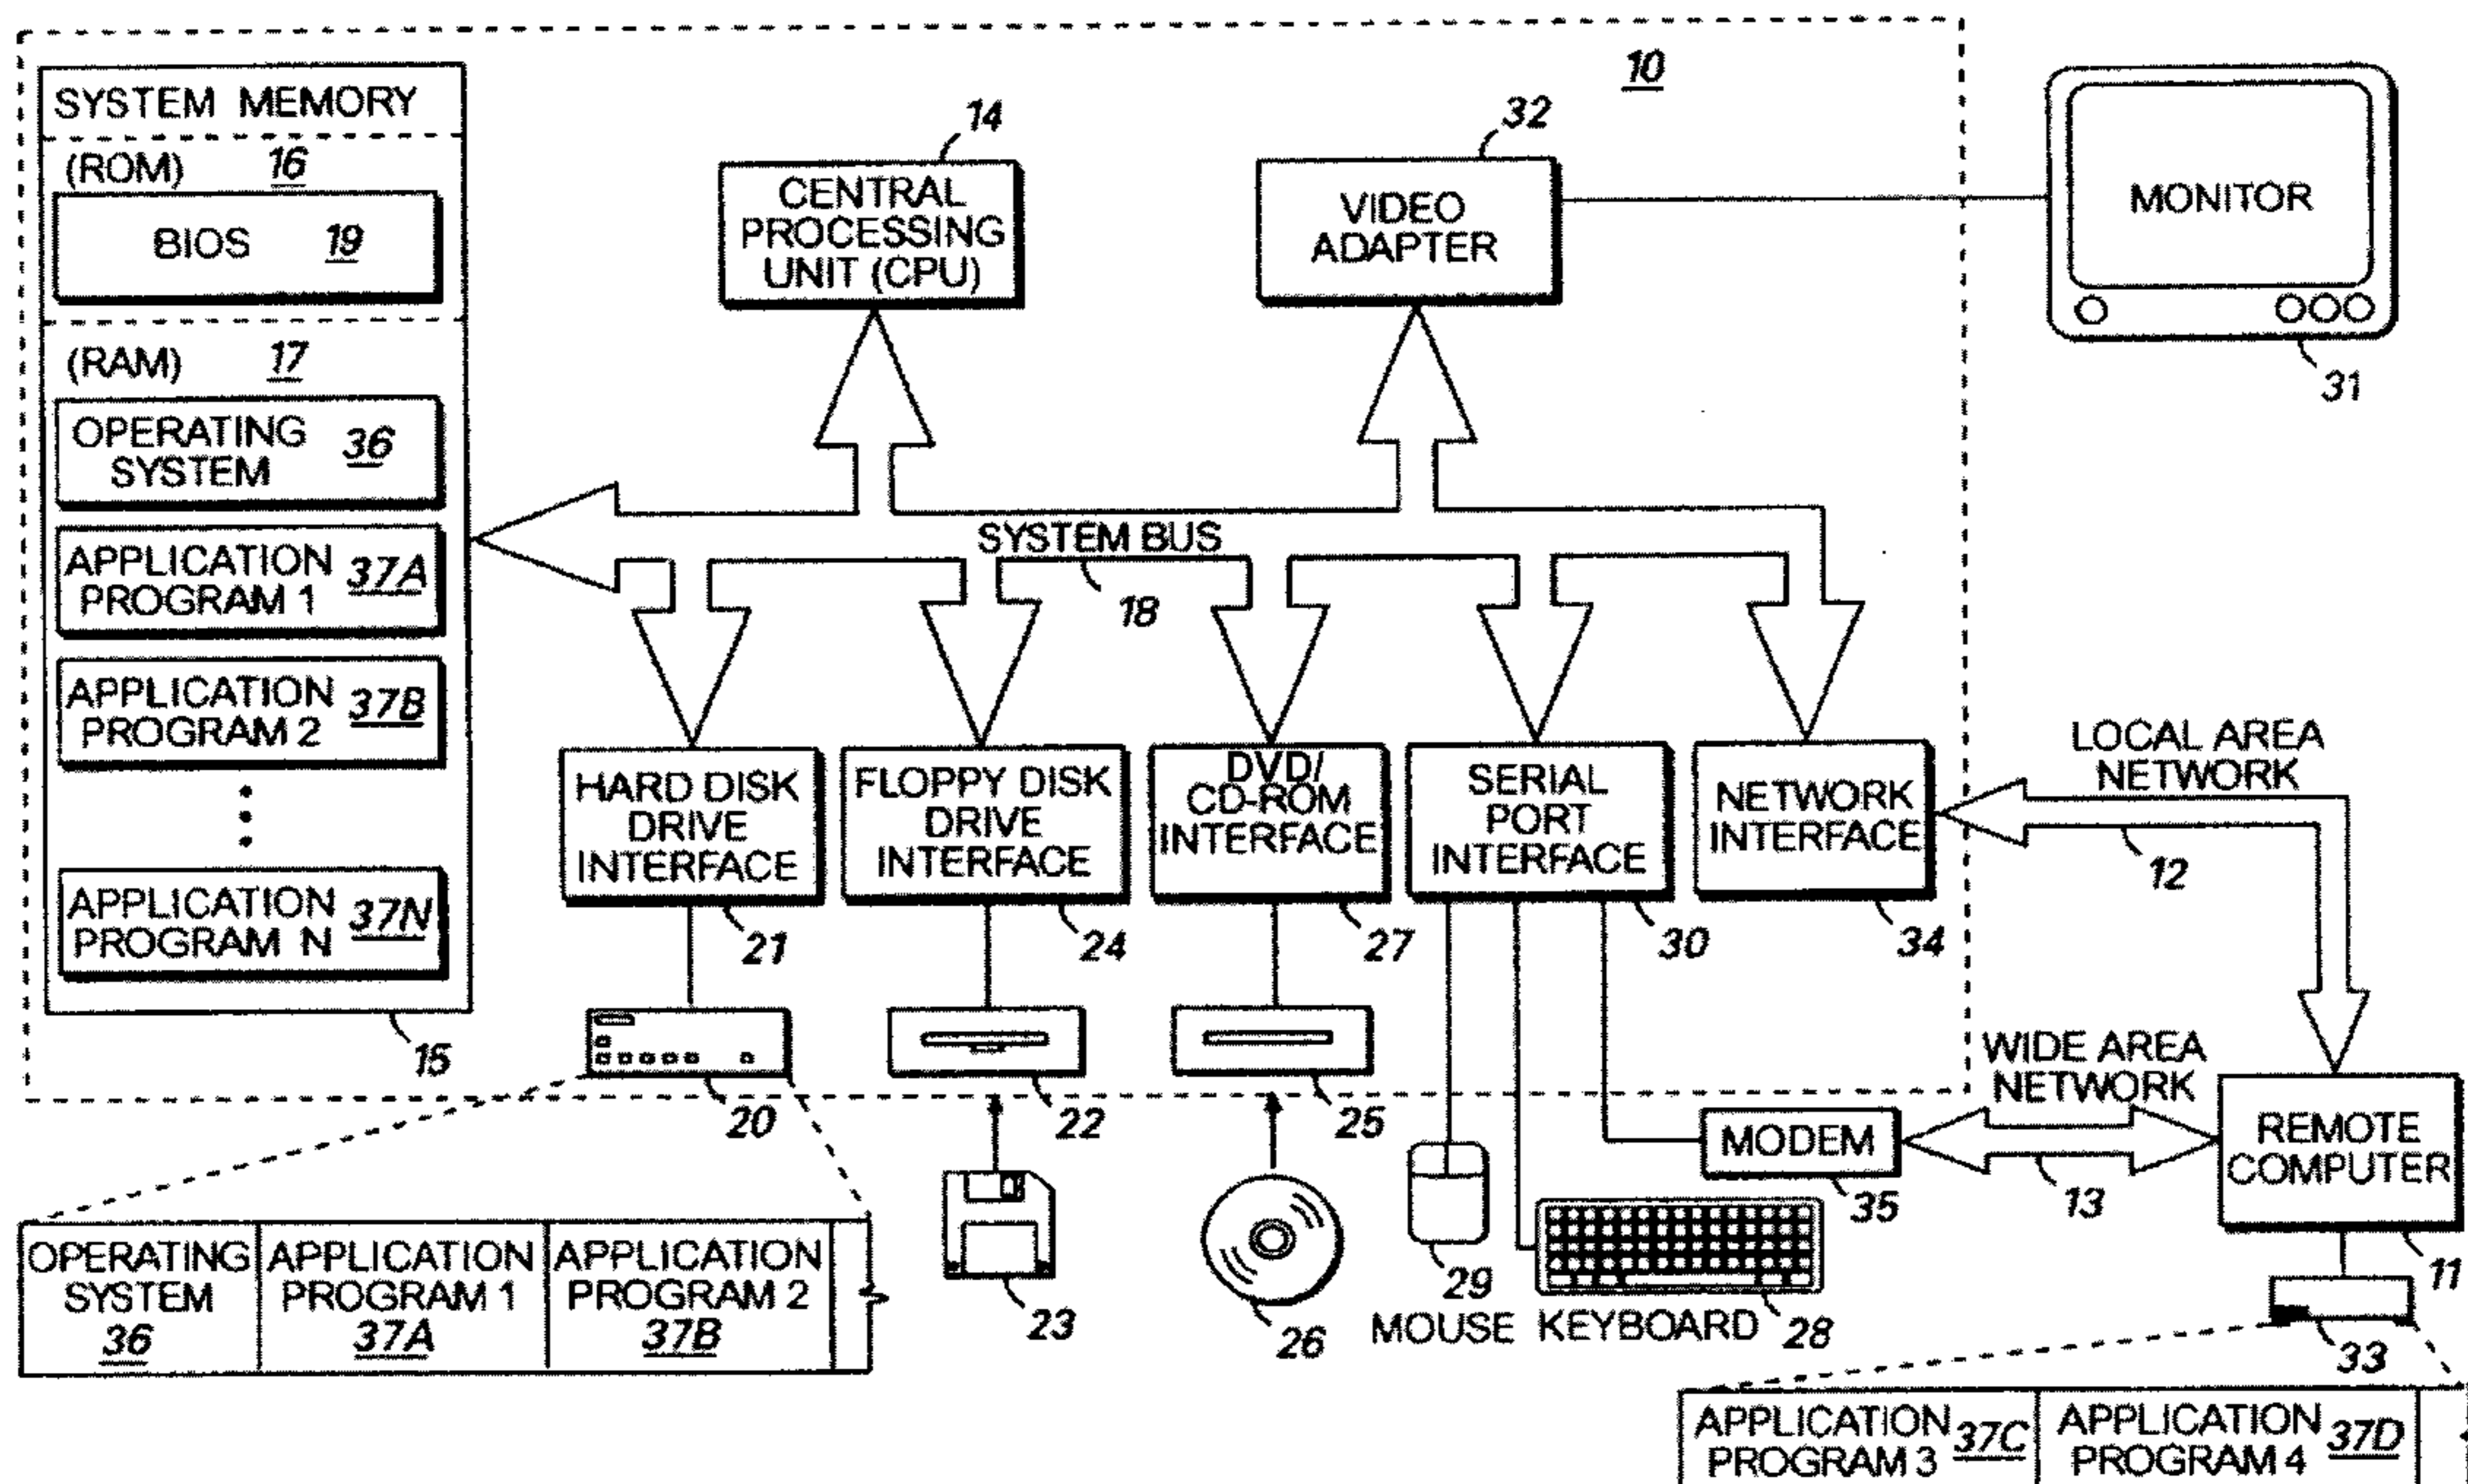 10
SYSTEM MEMORY
(ROM) 16
BIOS 19
(RAM) 17
OPERATING
SYSTEM 36
APPLICATION
PROGRAM 1 37A
APPLICATION
PROGRAM 2 37B
APPLICATION
PROGRAM N 37N
15
14
CENTRAL
PROCESSING
UNIT (CPU)
32
VIDEO
ADAPTER
MONITOR
31
SYSTEM BUS
18
HARD DISK
DRIVE
INTERFACE
21
FLOPPY DISK
DRIVE
INTERFACE
24
DVD/
CD-ROM
INTERFACE
27
SERIAL
PORT
INTERFACE
30
NETWORK
INTERFACE
34
LOCAL AREA
NETWORK
12
20
22
25
WIDE AREA
NETWORK
13
MODEM
35
REMOTE
COMPUTER
11
OPERATING
SYSTEM
36
APPLICATION
PROGRAM 1
37A
APPLICATION
PROGRAM 2
37B
23
26
29
MOUSE
KEYBOARD
28
33
APPLICATION
PROGRAM 3 37C
APPLICATION
PROGRAM 4 37D